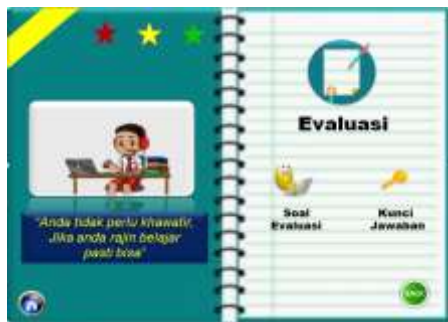 "Anda tidak perlu khawatir,
Jika anda rajin belajar
pasti bisa"
Evaluasi
Soal
Evaluasi
Kunci
Jawaban